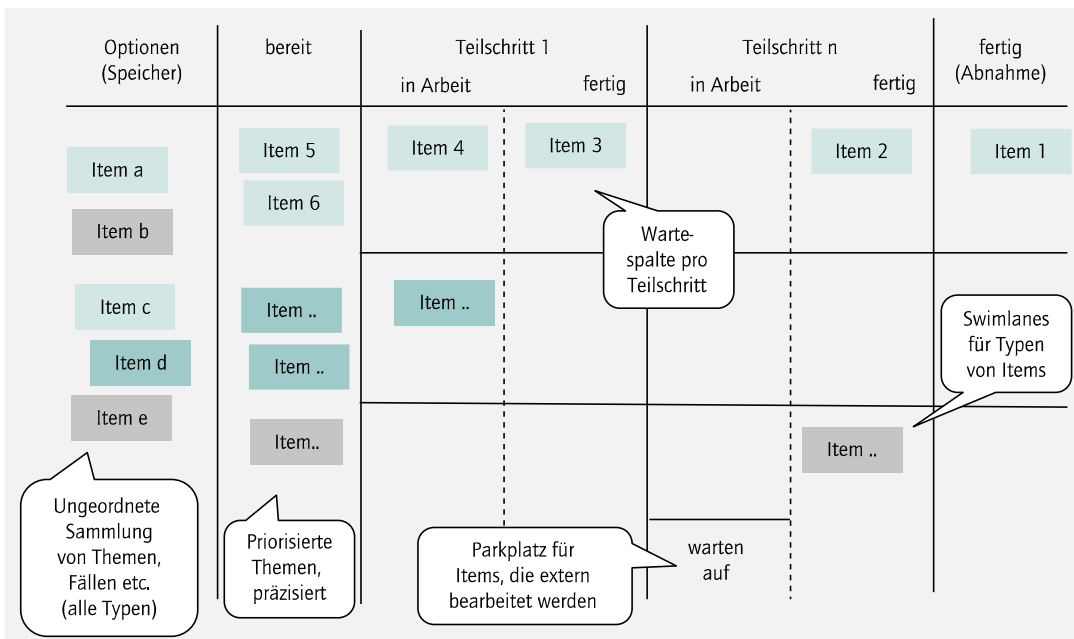 Optionen
(Speicher)
bereit
Teilschritt 1
Teilschritt n
fertig
(Abnahme)
in Arbeit
fertig
in Arbeit
fertig
Item a
Item b
Item c
Item d
Item e
Item 5
Item 6
Item ..
Item ..
Item..
Item 4
Item 3
Item 2
Item 1
Item ..
Item ..
Warte-
spalte pro
Teilschritt
Swimlanes
für Typen
von Items
Ungeordnete
Sammlung
von Themen,
Fällen etc.
(alle Typen)
Priorisierte
Themen,
präzisiert
Parkplatz für
Items, die extern
bearbeitet werden
warten
auf